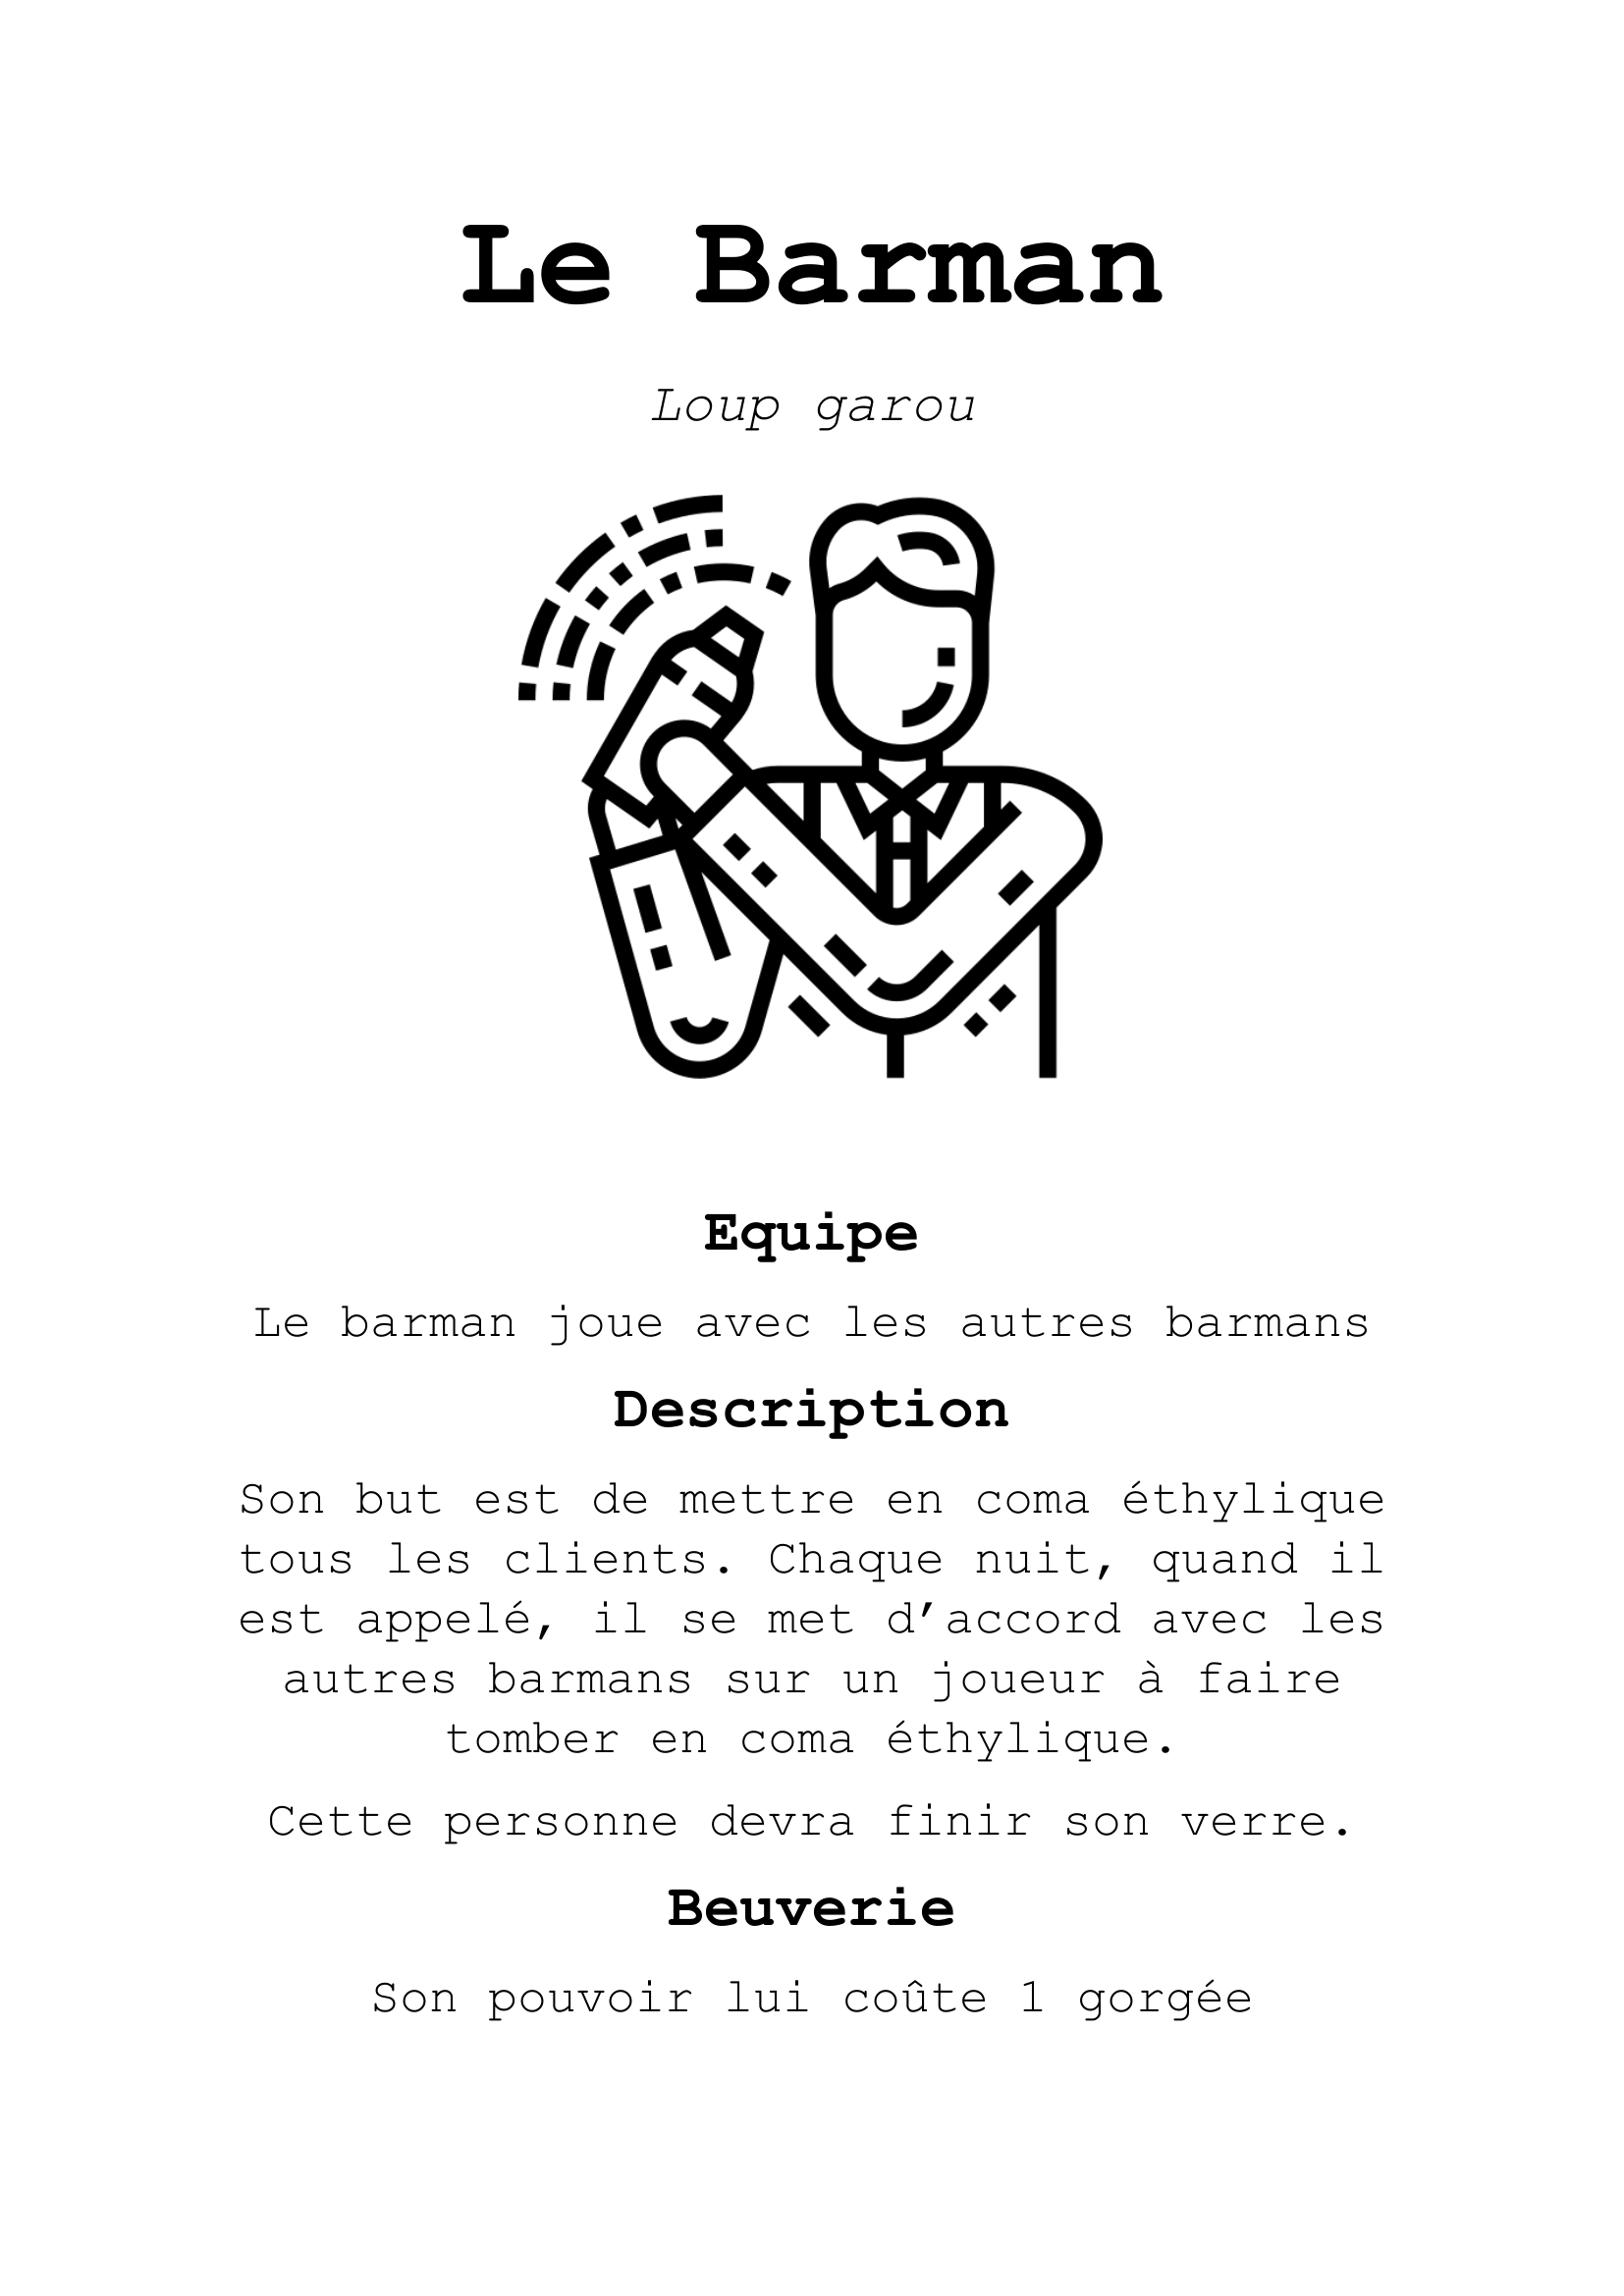 Le Barman
Loup garou
Equipe
Le barman joue avec les autres barmans
Description
Son but est de mettre en coma éthylique
tous les clients. Chaque nuit, quand il
est appelé, il se met d’accord avec les
autres barmans sur un joueur à faire
tomber en coma éthylique.
Cette personne devra finir son verre.
Beuverie
Son pouvoir lui coûte 1 gorgée